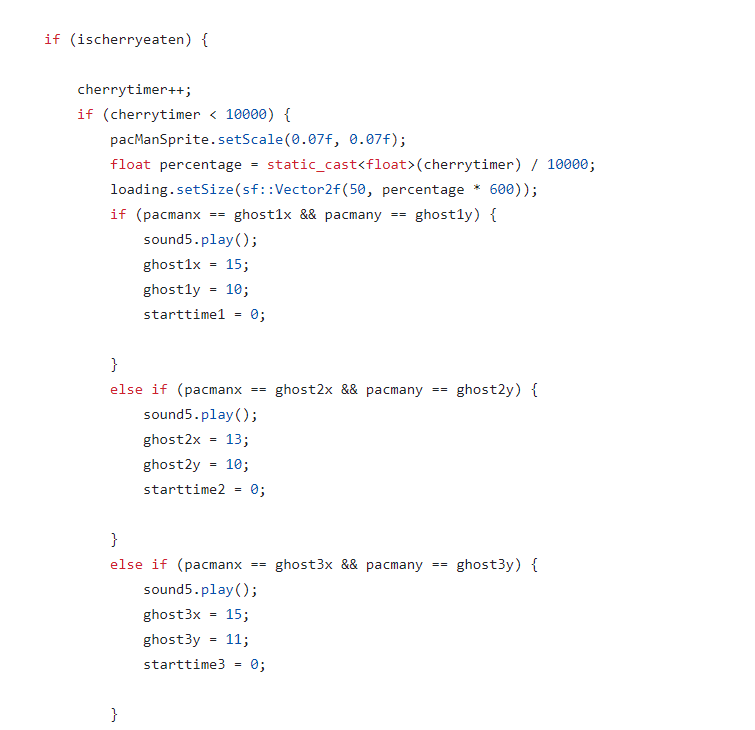 if (ischerryeaten) {
cherrytimer++;
if (cherrytimer < 10000) {
pacManSprite.setScale(0.07f, 0.07f);
float percentage = static_cast<float>(cherrytimer) / 10000;
loading.setSize(sf::Vector2f(50, percentage * 600));
if (pacmanx == ghost1x && pacmany == ghost1y) {
sound5.play();
ghost1x = 15;
ghost1y = 10;
starttime1 = 0;
}
else if (pacmanx == ghost2x && pacmany == ghost2y) {
sound5.play();
ghost2x = 13;
ghost2y = 10;
starttime2 = 0;
}
else if (pacmanx == ghost3x && pacmany == ghost3y) {
sound5.play();
ghost3x = 15;
ghost3y = 11;
starttime3 = 0;
}